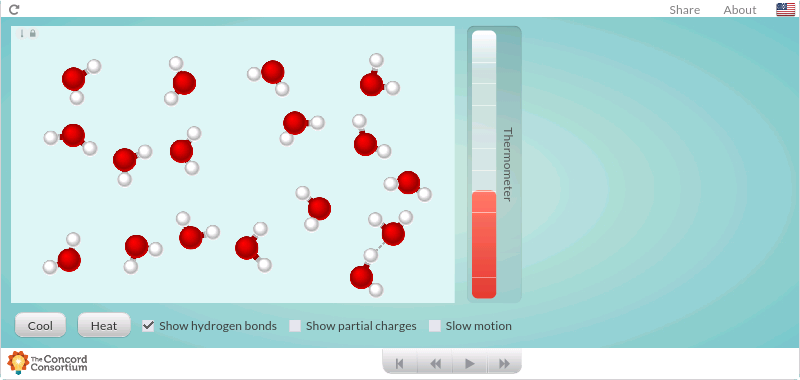 Share About
Thermometer
Cool Heat Show hydrogen bonds Show partial charges Slow motion
The Concord
Consortium